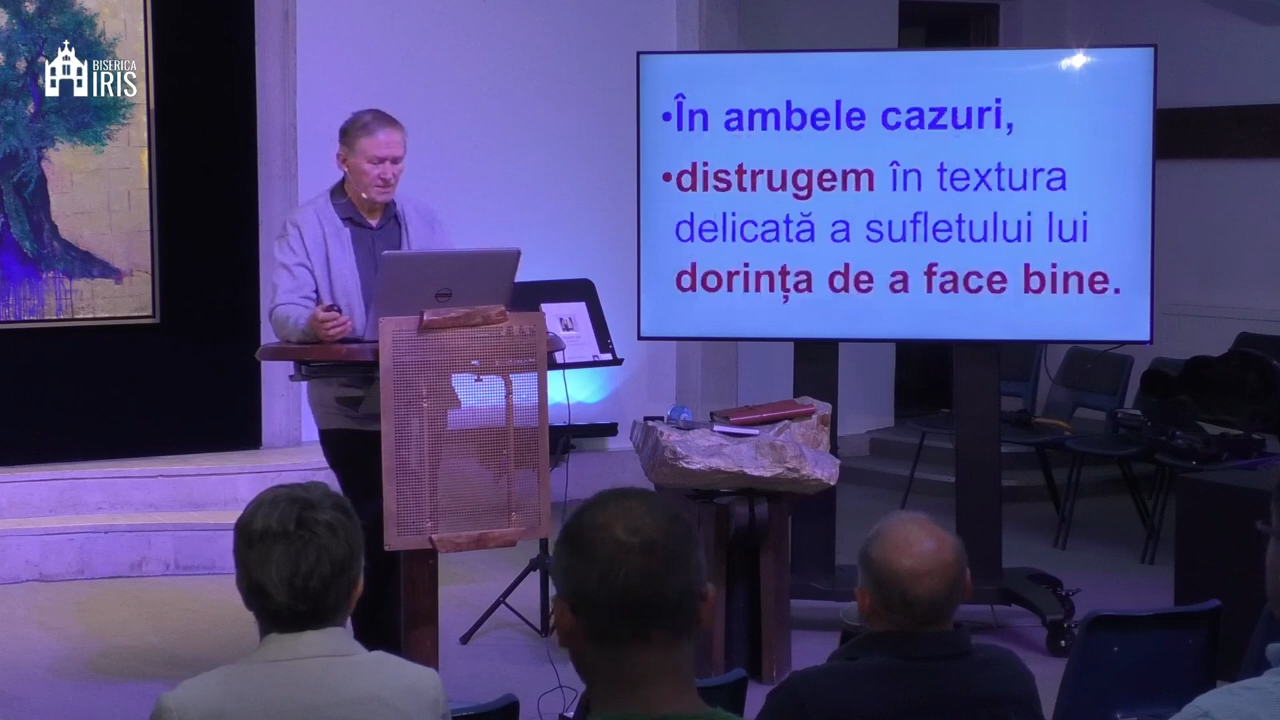 BISERICA
IRIS
•În ambele cazuri,
•distrugem în textura
delicată a sufletului lui
dorința de a face bine.